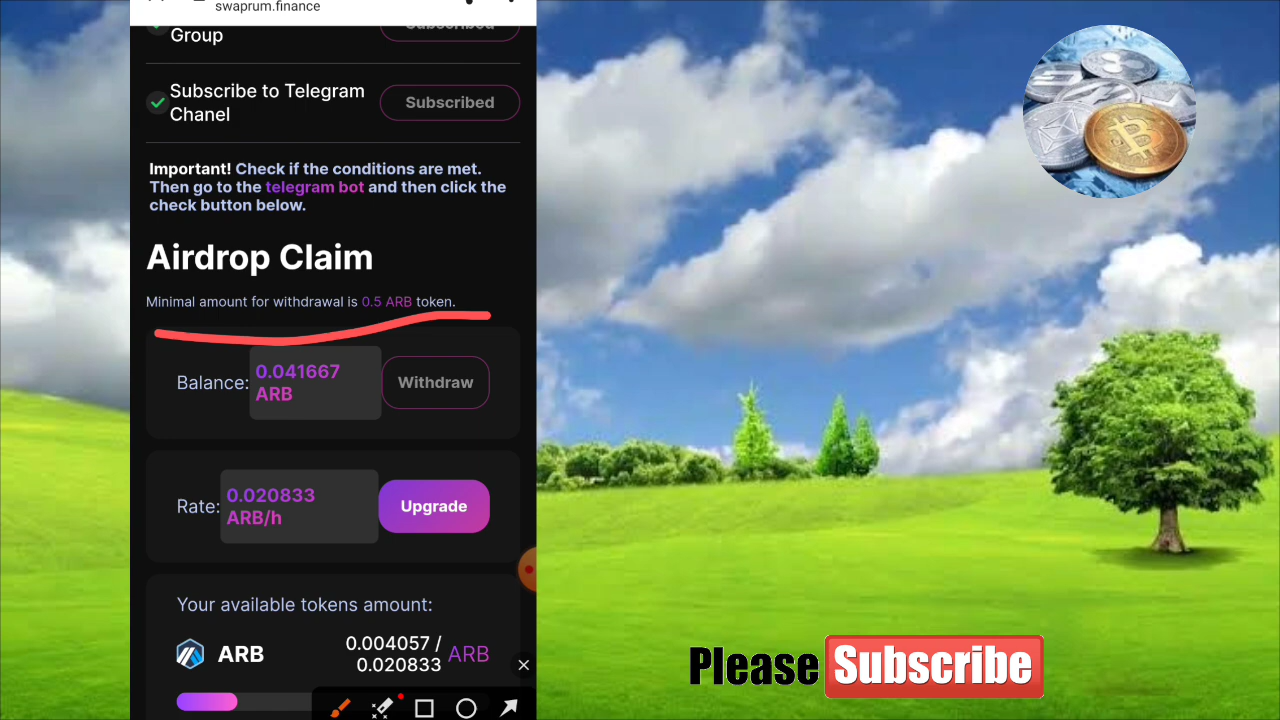 swaprum.finance
Subscribed
Group
Subscribe to Telegram
Chanel
Subscribed
Important! Check if the conditions are met.
Then go to the telegram bot and then click the
check button below.
Airdrop Claim
Minimal amount for withdrawal is 0.5 ARB token.
Balance:
0.041667
ARB
Withdraw
Rate:
0.020833
ARB/h
Upgrade
Your available tokens amount:
ARB
0.004057 /
0.020833
ARB
Please Subscribe